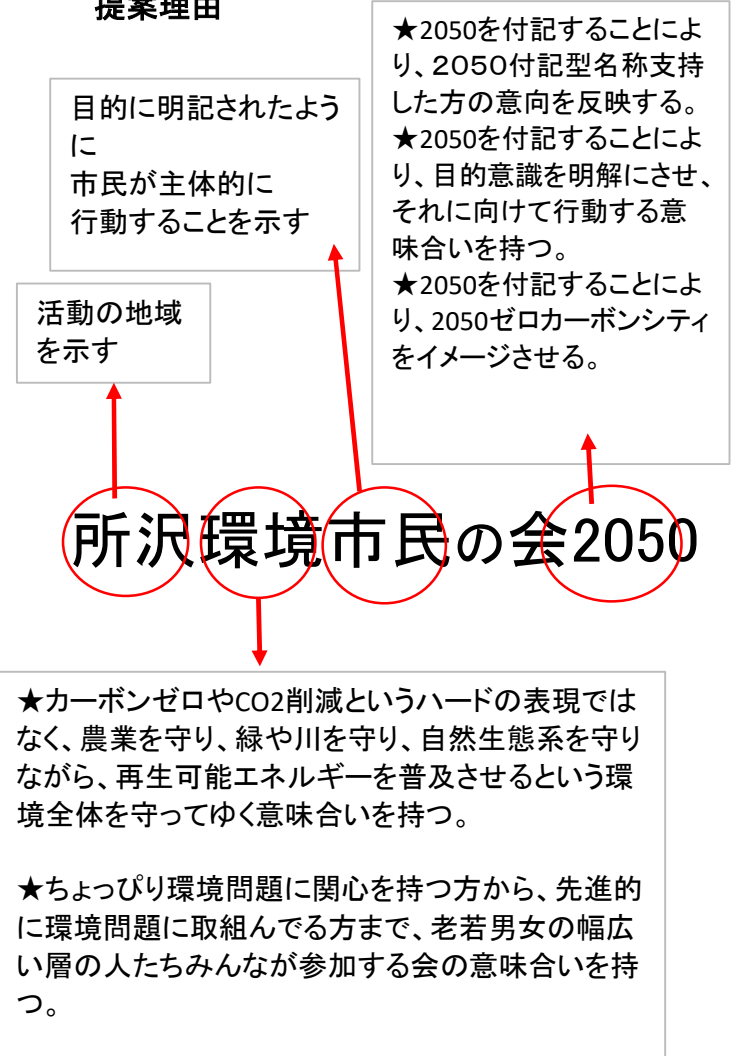 提案理由
★2050を付記することによ
り、２０５０付記型名称支持
した方の意向を反映する。
★2050を付記することによ
り、目的意識を明解にさせ、
それに向けて行動する意
味合いを持つ。
★2050を付記することによ
り、2050ゼロカーボンシティ
をイメージさせる。
目的に明記されたよう
に
市民が主体的に
行動することを示す
活動の地域
を示す
所沢環境市民の会2050
★カーボンゼロやCO2削減というハードの表現では
なく、農業を守り、緑や川を守り、自然生態系を守り
ながら、再生可能エネルギーを普及させるという環
境全体を守ってゆく意味合いを持つ。
★ちょっぴり環境問題に関心を持つ方から、先進的
に環境問題に取組んでる方まで、老若男女の幅広
い層の人たちみんなが参加する会の意味合いを持
つ。